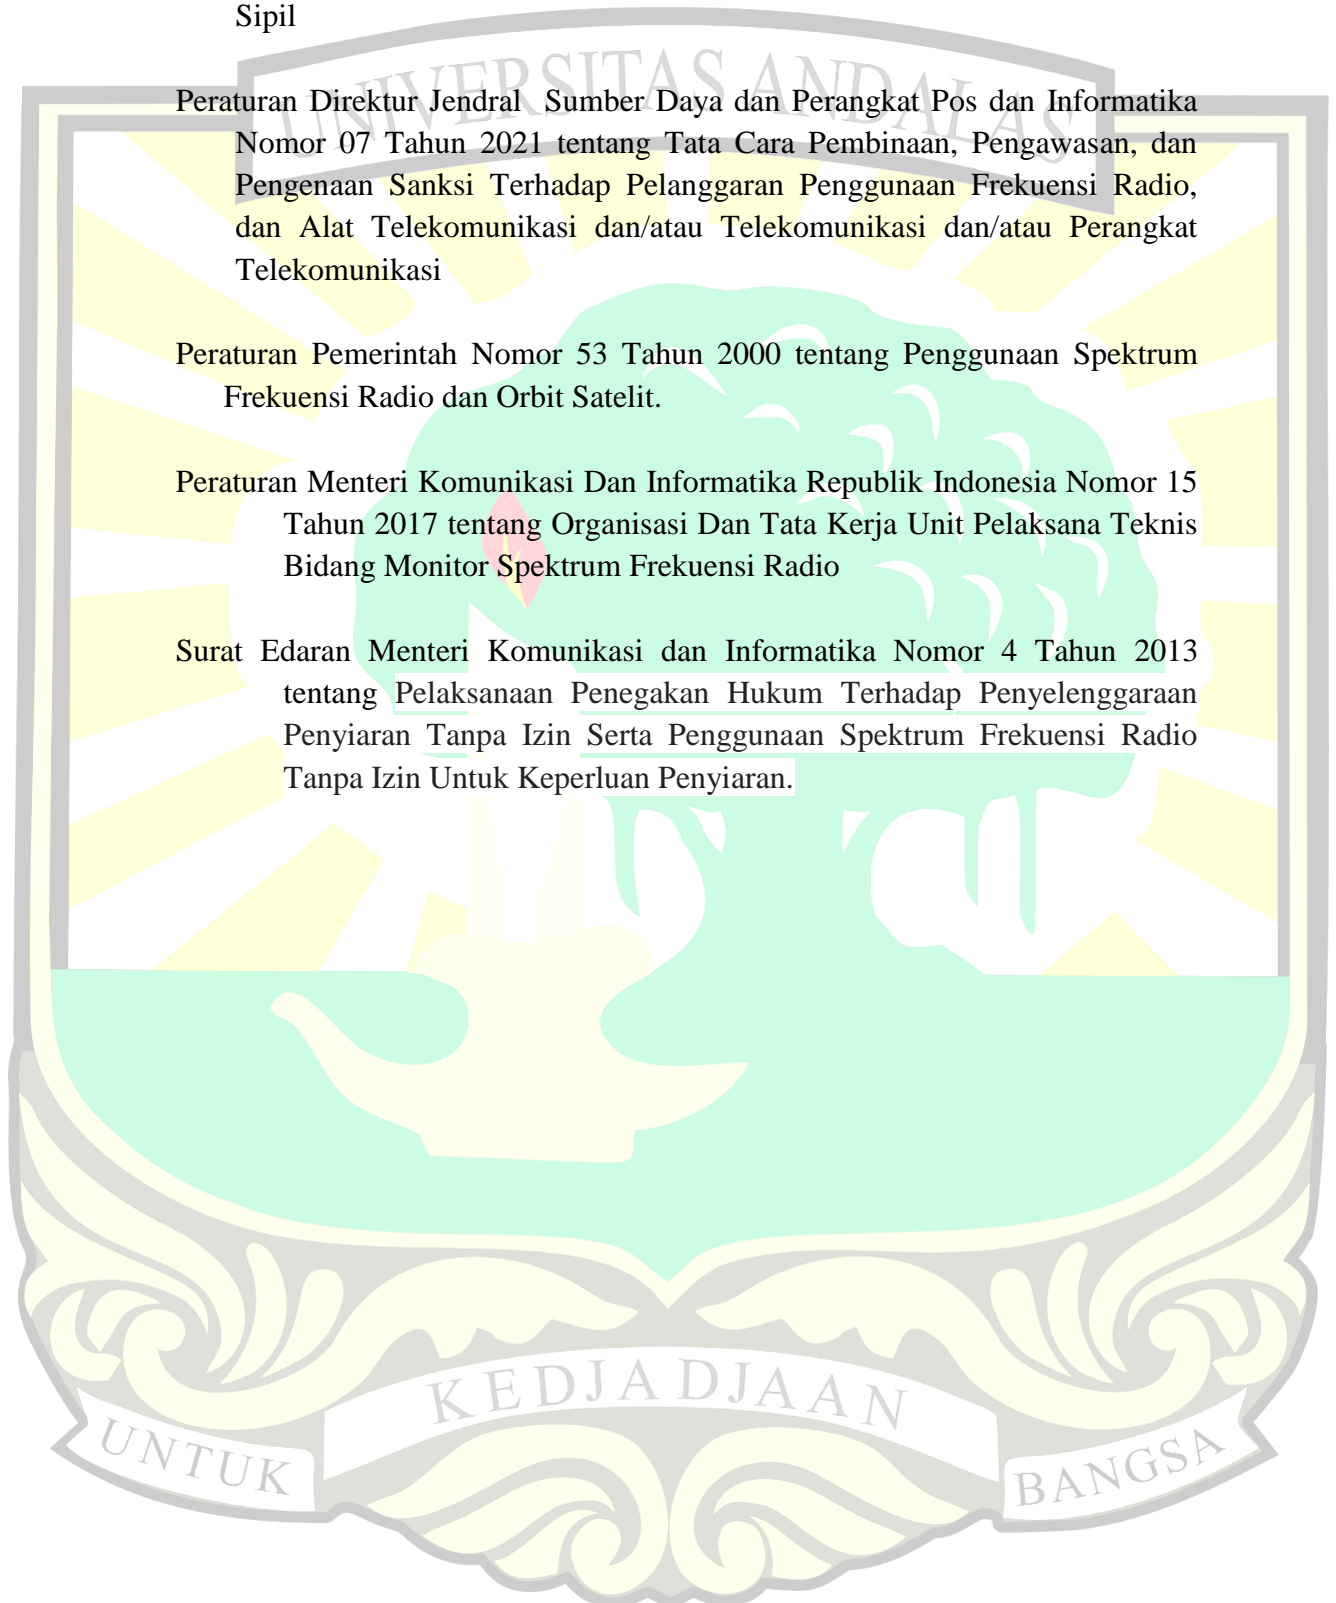 Sipil
UNIVERSITAS ANDALAS
Peraturan Direktur Jendral Sumber Daya dan Perangkat Pos dan Informatika
Nomor 07 Tahun 2021 tentang Tata Cara Pembinaan, Pengawasan, dan
Pengenaan Sanksi Terhadap Pelanggaran Penggunaan Frekuensi Radio,
dan Alat Telekomunikasi dan/atau Telekomunikasi dan/atau Perangkat
Telekomunikasi
Peraturan Pemerintah Nomor 53 Tahun 2000 tentang Penggunaan Spektrum
Frekuensi Radio dan Orbit Satelit.
Peraturan Menteri Komunikasi Dan Informatika Republik Indonesia Nomor 15
Tahun 2017 tentang Organisasi Dan Tata Kerja Unit Pelaksana Teknis
Bidang Monitor Spektrum Frekuensi Radio
Surat Edaran Menteri Komunikasi dan Informatika Nomor 4 Tahun 2013
tentang Pelaksanaan Penegakan Hukum Terhadap Penyelenggaraan
Penyiaran Tanpa Izin Serta Penggunaan Spektrum Frekuensi Radio
Tanpa Izin Untuk Keperluan Penyiaran.
UNTUK KEDJADJAAN BANGSA